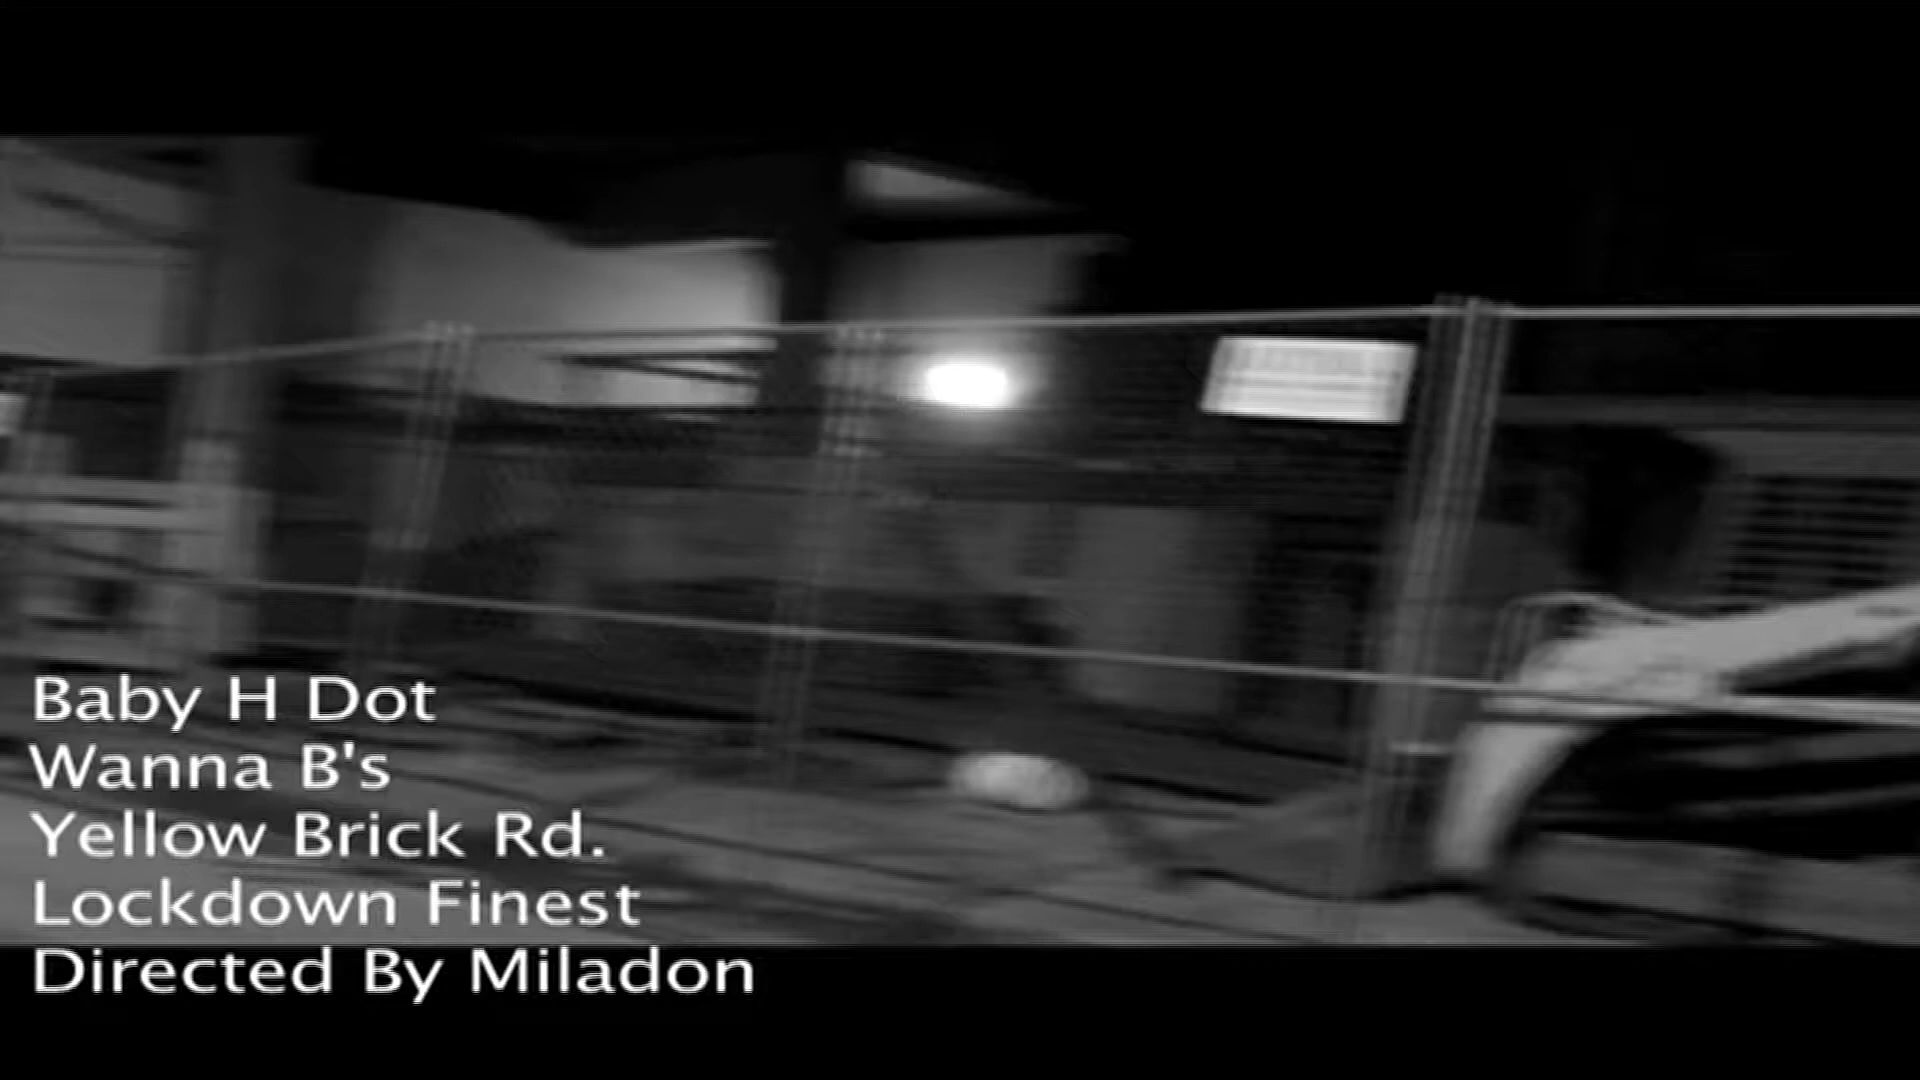 Baby H Dot
Wanna B's
Yellow Brick Rd.
Lockdown Finest
Directed By Miladon